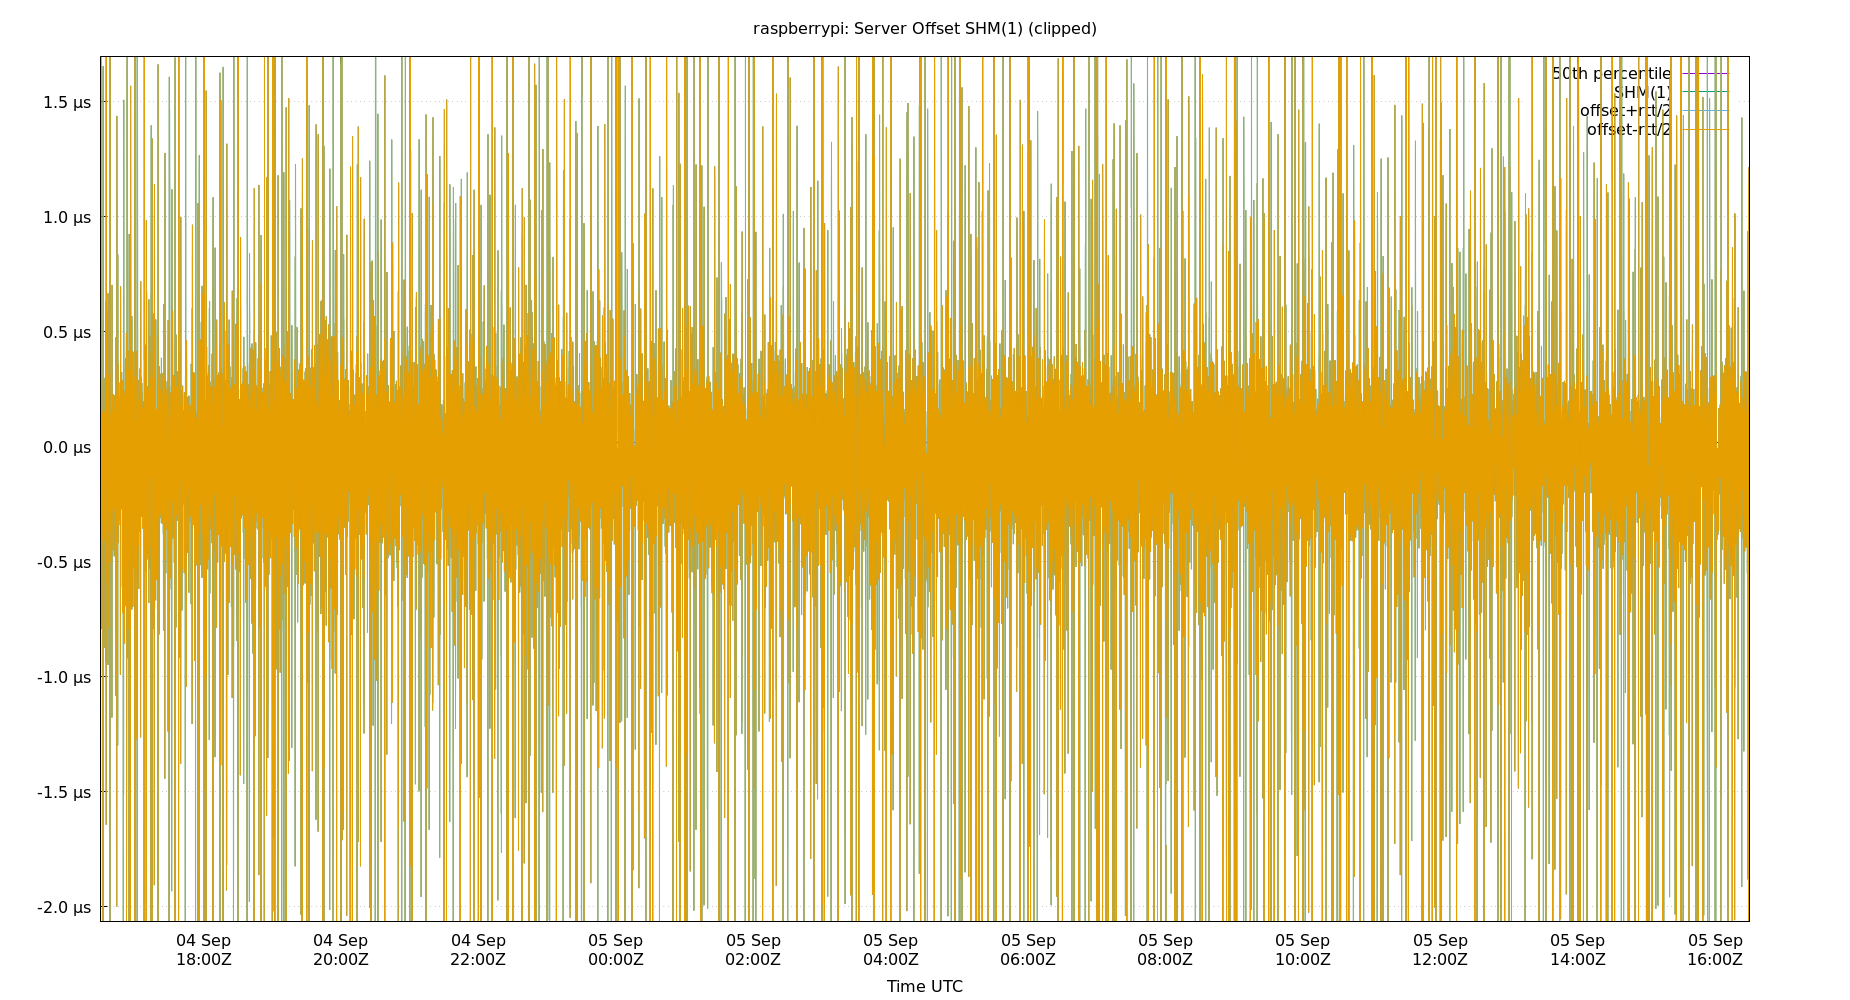 raspberrypi: Server Offset SHM(1) (clipped)
50th percentile
SHM(1)
offset+rtt/2
offset-rtt/2
1.5 µs
1.0 µs
0.5 µs
0.0 µs
-0.5 µs
-1.0 µs
-1.5 µs
-2.0 µs
04 Sep 04 Sep 04 Sep 05 Sep 05 Sep 05 Sep 05 Sep 05 Sep 05 Sep 05 Sep 05 Sep 05 Sep
18:00Z 20:00Z 22:00Z 00:00Z 02:00Z 04:00Z 06:00Z 08:00Z 10:00Z 12:00Z 14:00Z 16:00Z
Time UTC